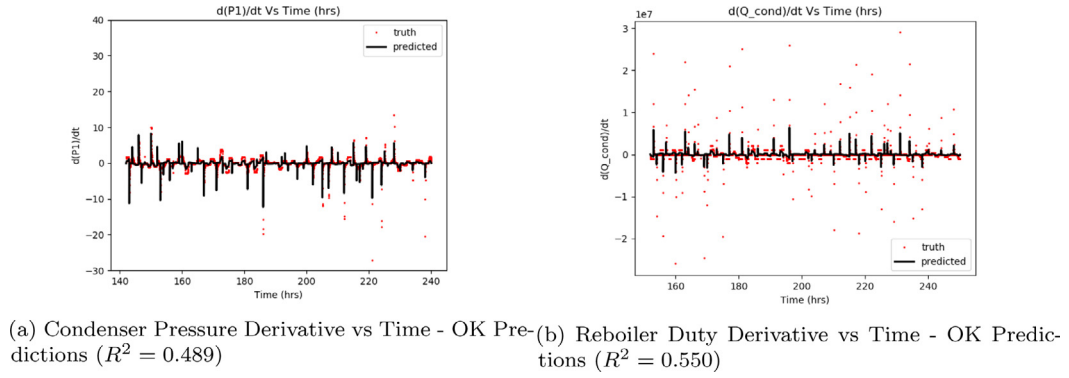 d(P1)/dt Vs Time (hrs)
40
30
20
10
0
−10
−20
−30
d(P1)/dt
truth
predicted
140 160 180 200 220 240
Time (hrs)
(a) Condenser Pressure Derivative vs Time - OK Pre-
dictions (R² = 0.489)
d(Q_cond)/dt Vs Time (hrs)
1e7
3
2
1
0
−1
−2
d(Q_cond)/dt
truth
predicted
160 180 200 220 240
Time (hrs)
(b) Reboiler Duty Derivative vs Time - OK Predic-
tions (R² = 0.550)